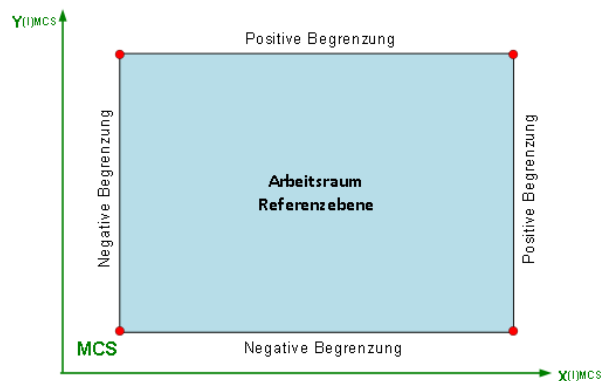 Y(I)MCS
Positive Begrenzung
Negative Begrenzung
Arbeitsraum
Referenzebene
Positive Begrenzung
MCS
Negative Begrenzung
X(I)MCS